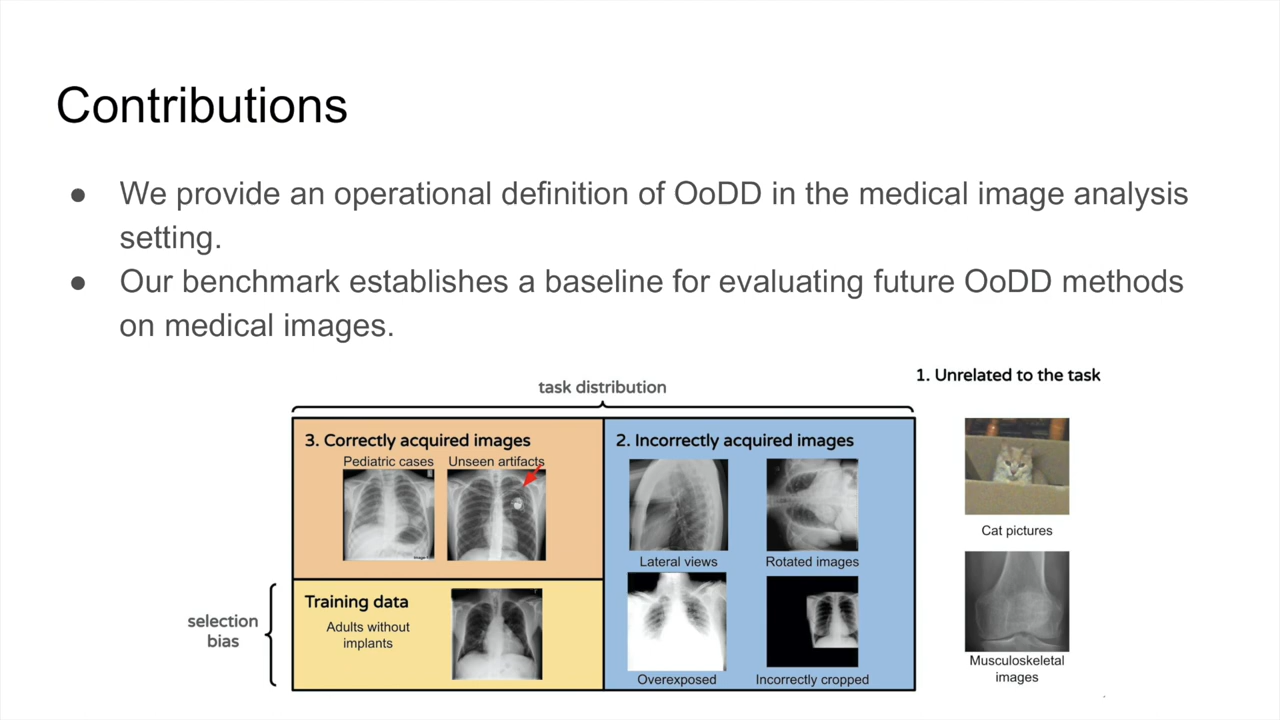 Contributions
● We provide an operational definition of OoDD in the medical image analysis
setting.
● Our benchmark establishes a baseline for evaluating future OoDD methods
on medical images.
task distribution
1. Unrelated to the task
3. Correctly acquired images
Pediatric cases Unseen artifacts
2. Incorrectly acquired images
Lateral views
Rotated images
Overexposed
Incorrectly cropped
Cat pictures
Musculoskeletal
images
selection
bias
Training data
Adults without
implants